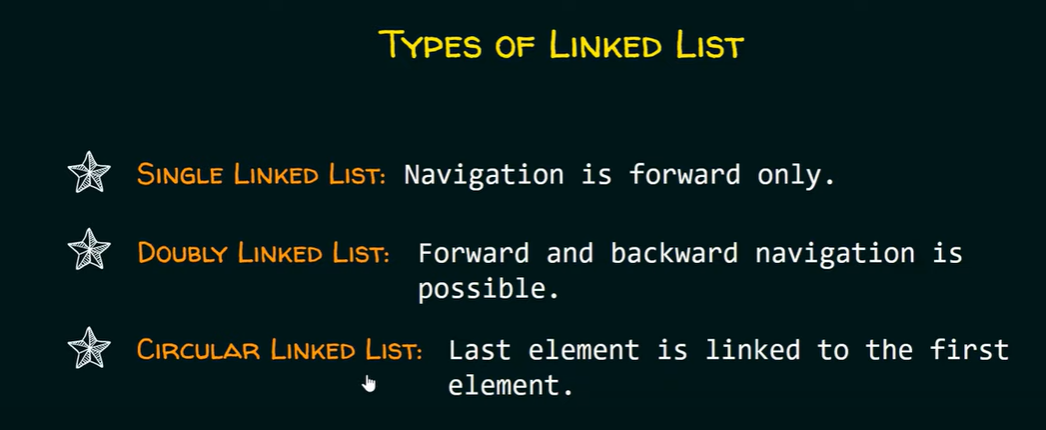 Types of Linked List
Single Linked List: Navigation is forward only.
Doubly Linked List: Forward and backward navigation is
possible.
Circular Linked List: Last element is linked to the first
element.